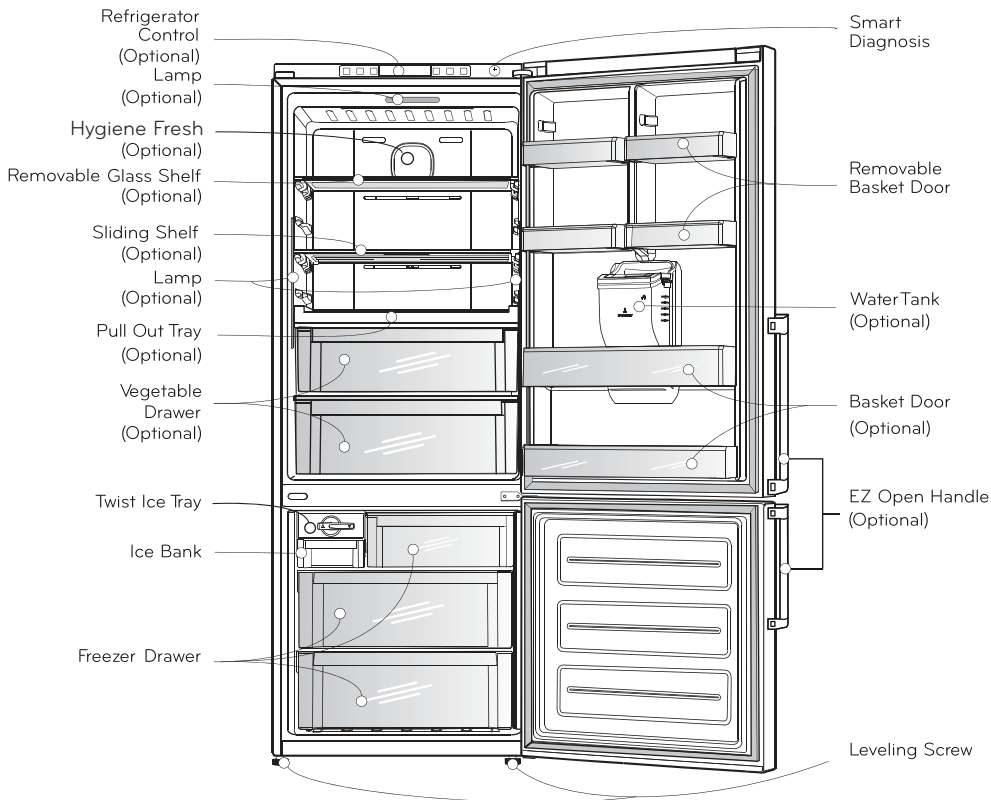 Refrigerator
Control
(Optional)
Lamp
(Optional)
Hygiene Fresh
(Optional)
Removable Glass Shelf
(Optional)
Sliding Shelf
(Optional)
Lamp
(Optional)
Pull Out Tray
(Optional)
Vegetable
Drawer
(Optional)
Twist Ice Tray
Ice Bank
Freezer Drawer
Smart
Diagnosis
Removable
Basket Door
Water Tank
(Optional)
Basket Door
(Optional)
EZ Open Handle
(Optional)
Leveling Screw